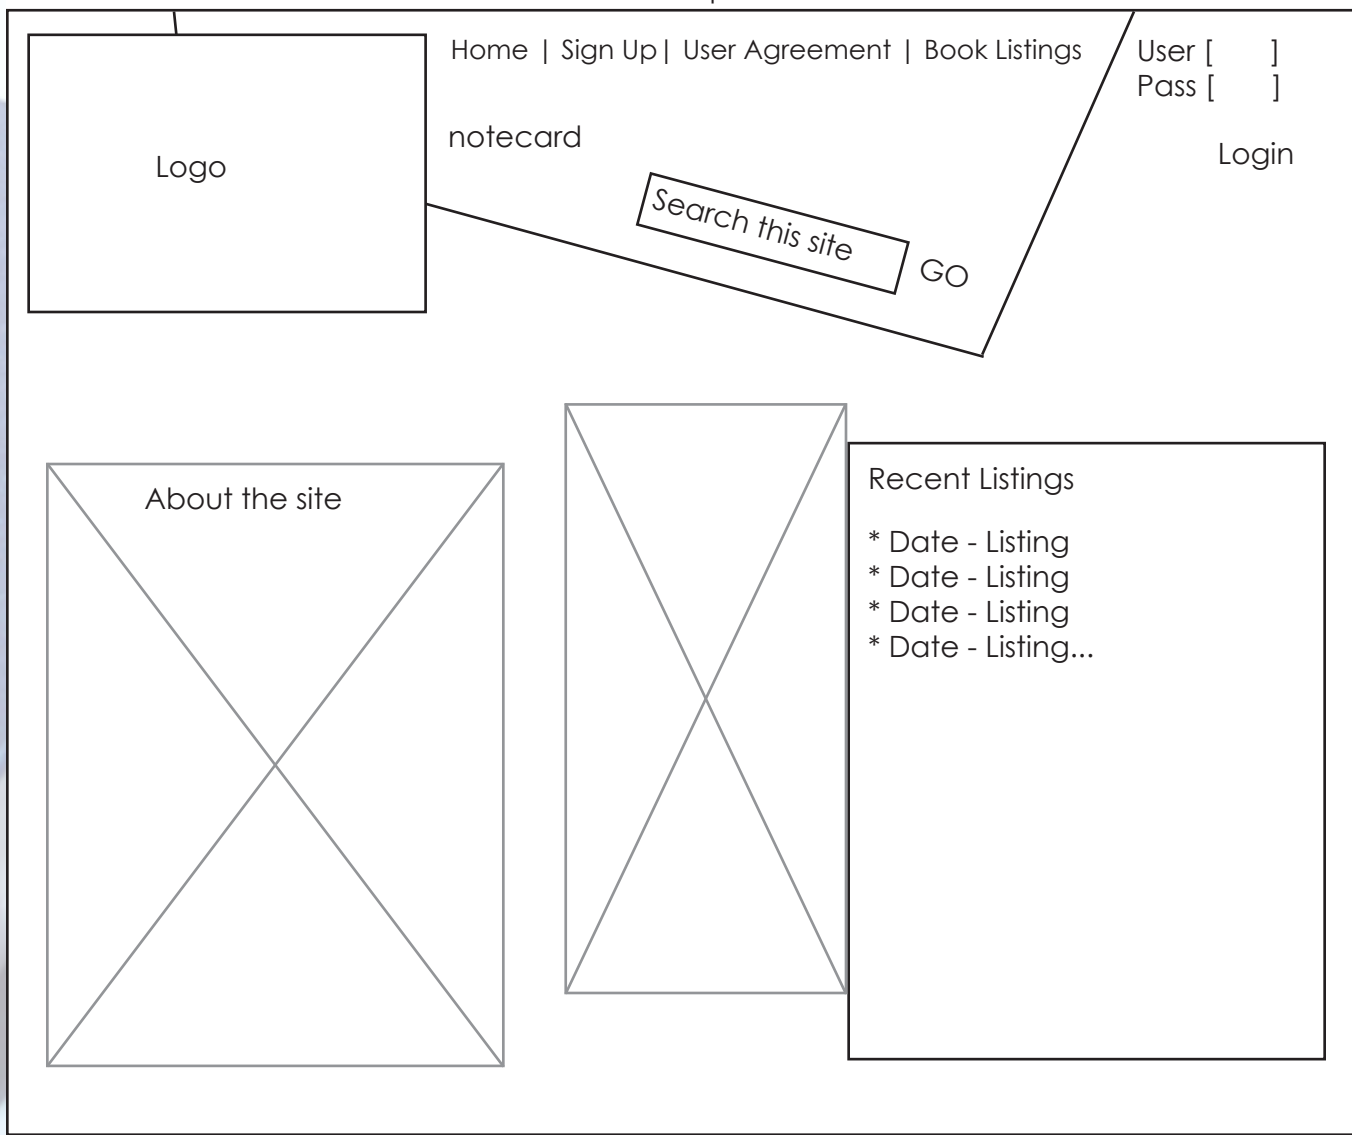 Home | Sign Up| User Agreement | Book Listings
User [ ]
Pass [ ]
Login
Logo
notecard
Search this site
GO
About the site
Recent Listings
* Date - Listing
* Date - Listing
* Date - Listing
* Date - Listing...